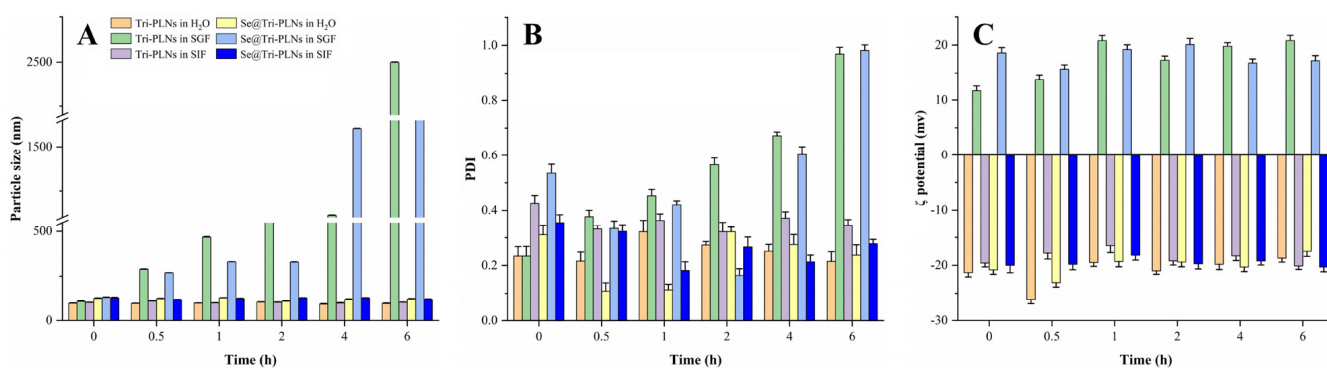 A
Tri-PLNs in H₂O
Se@Tri-PLNs in H₂O
Tri-PLNs in SGF
Se@Tri-PLNs in SGF
Tri-PLNs in SIF
Se@Tri-PLNs in SIF
Particle size (nm)
2500
1500
500
0
0 0.5 1 2 4 6
Time (h)
B
PDI
1.0
0.8
0.6
0.4
0.2
0.0
0 0.5 1 2 4 6
Time (h)
C
ζ potential (mv)
20
10
0
-10
-20
-30
0 0.5 1 2 4 6
Time (h)